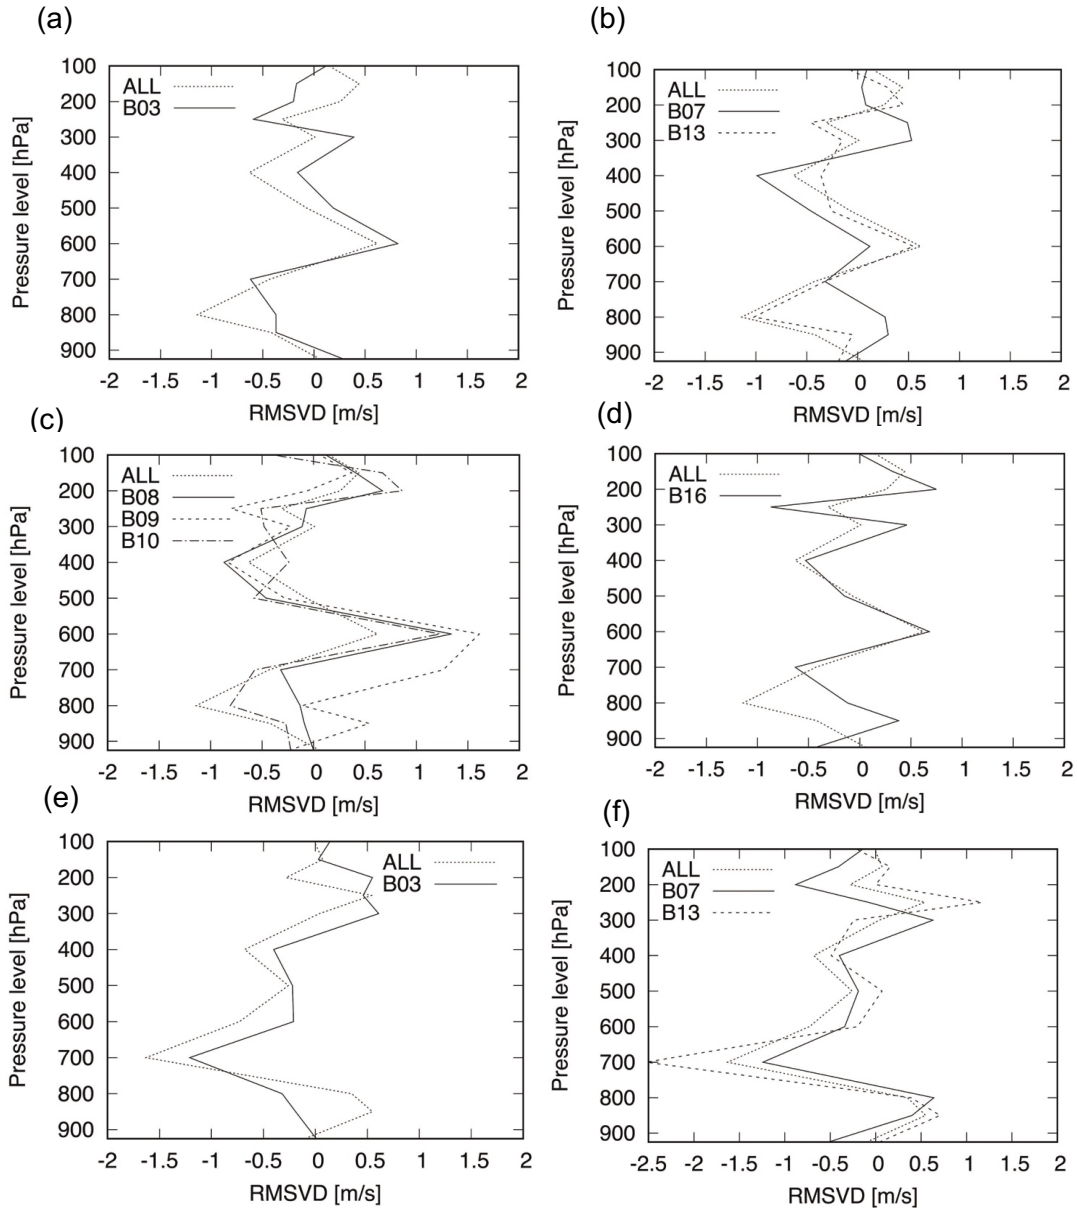 (a)
Pressure level [hPa]
100
200
300
400
500
600
700
800
900
ALL
B03
-2 -1.5 -1 -0.5 0 0.5 1 1.5 2
RMSVD [m/s]
(b)
Pressure level [hPa]
100
200
300
400
500
600
700
800
900
ALL
B07
B13
-2 -1.5 -1 -0.5 0 0.5 1 1.5 2
RMSVD [m/s]
(c)
Pressure level [hPa]
100
200
300
400
500
600
700
800
900
ALL
B08
B09
B10
-2 -1.5 -1 -0.5 0 0.5 1 1.5 2
RMSVD [m/s]
(d)
Pressure level [hPa]
100
200
300
400
500
600
700
800
900
ALL
B16
-2 -1.5 -1 -0.5 0 0.5 1 1.5 2
RMSVD [m/s]
(e)
Pressure level [hPa]
100
200
300
400
500
600
700
800
900
ALL
B03
-2 -1.5 -1 -0.5 0 0.5 1 1.5 2
RMSVD [m/s]
(f)
Pressure level [hPa]
100
200
300
400
500
600
700
800
900
ALL
B07
B13
-2.5 -2 -1.5 -1 -0.5 0 0.5 1 1.5 2
RMSVD [m/s]